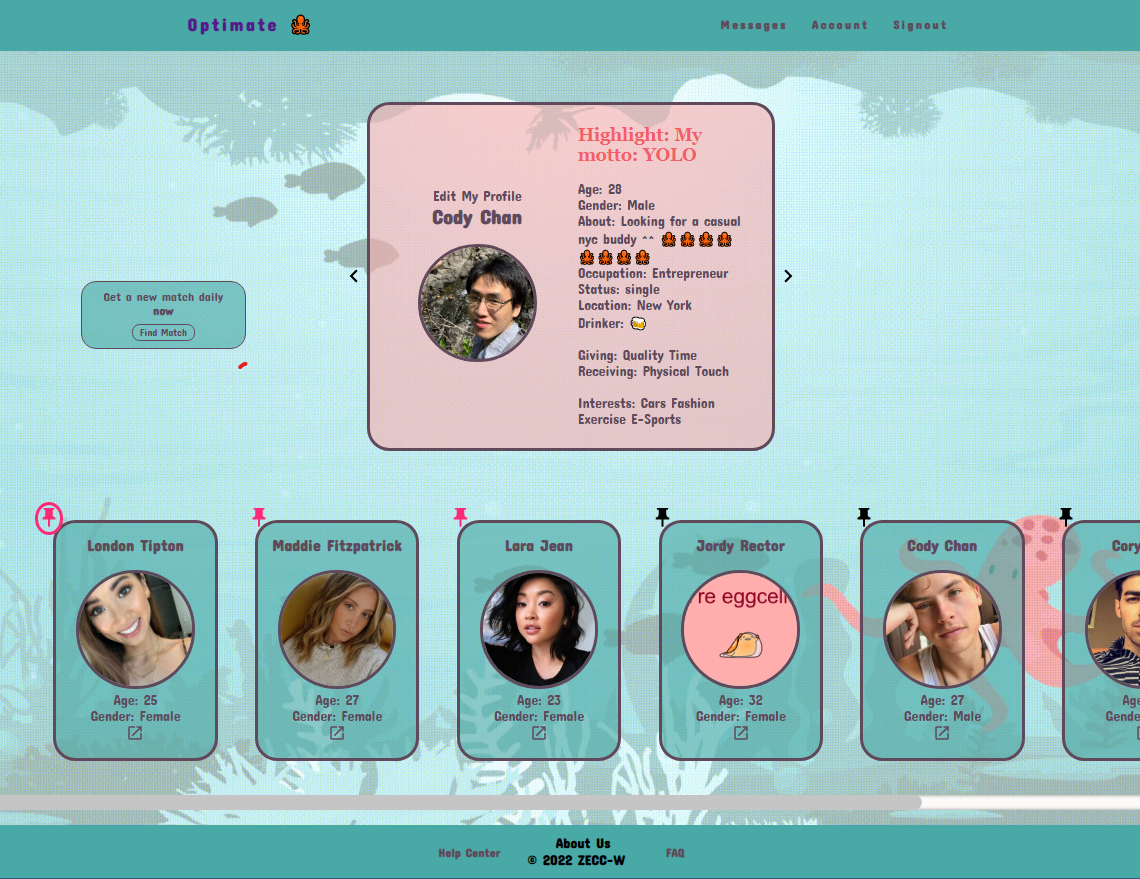 Optimate
Messages Account Signout
Highlight: My
motto: YOLO
Edit My Profile
Cody Chan
Age: 28
Gender: Male
About: Looking for a casual
nyc buddy ^^ 🐙🐙🐙🐙
🐙🐙🐙🐙
Occupation: Entrepreneur
Status: single
Location: New York
Drinker: 🍻
Giving: Quality Time
Receiving: Physical Touch
Interests: Cars Fashion
Exercise E-Sports
Get a new match daily
now
Find Match
London Tipton
Age: 25
Gender: Female
Maddie Fitzpatrick
Age: 27
Gender: Female
Lara Jean
Age: 23
Gender: Female
Jordy Rector
re eggcell
Age: 32
Gender: Female
Cody Chan
Age: 27
Gender: Male
Cory
Age
Gende
Help Center
About Us
© 2022 ZECC-W
FAQ